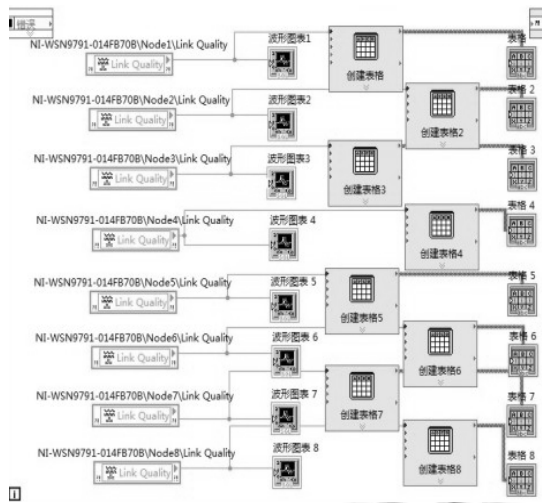 错误
NI-WSN9791-014FB70B\Node1\Link Quality
波形图表1
Link Quality
创建表格
表格
NI-WSN9791-014FB70B\Node2\Link Quality
波形图表2
表格 2
Link Quality
创建表格2
NI-WSN9791-014FB70B\Node3\Link Quality
波形图表3
表格 3
Link Quality
创建表格3
NI-WSN9791-014FB70B\Node4\Link Quality
波形图表 4
表格 4
Link Quality
创建表格4
NI-WSN9791-014FB70B\Node5\Link Quality
波形图表 5
表格 5
Link Quality
创建表格5
NI-WSN9791-014FB70B\Node6\Link Quality
波形图表 6
表格 6
Link Quality
创建表格6
NI-WSN9791-014FB70B\Node7\Link Quality
波形图表 7
表格 7
Link Quality
创建表格7
NI-WSN9791-014FB70B\Node8\Link Quality
波形图表 8
表格 8
Link Quality
创建表格8
i